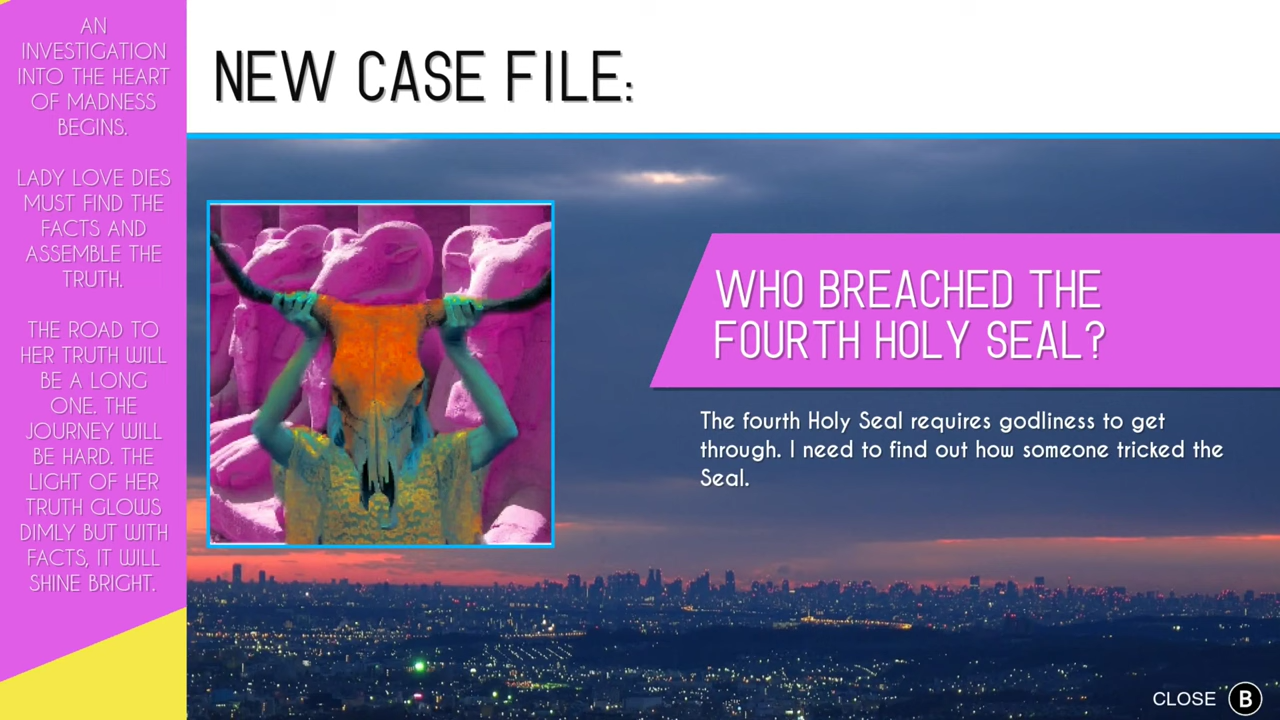 AN
INVESTIGATION
INTO THE HEART
OF MADNESS
BEGINS.
LADY LOVE DIES
MUST FIND THE
FACTS AND
ASSEMBLE THE
TRUTH.
THE ROAD TO
HER TRUTH WILL
BE A LONG
ONE. THE
JOURNEY WILL
BE HARD. THE
LIGHT OF HER
TRUTH GLOWS
DIMLY BUT WITH
FACTS, IT WILL
SHINE BRIGHT.
NEW CASE FILE:
WHO BREACHED THE
FOURTH HOLY SEAL?
The fourth Holy Seal requires godliness to get
through. I need to find out how someone tricked the
Seal.
CLOSE B